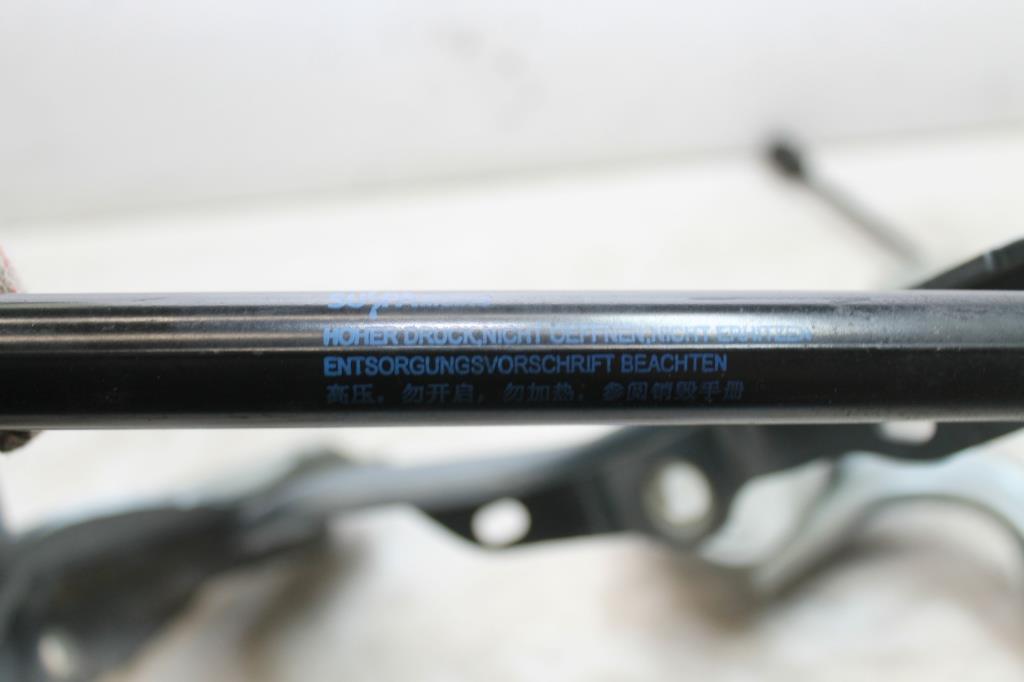 HOHER DRUCK,NICHT OEFFNEN,NICHT ERHITZEN
ENTSORGUNGSVORSCHRIFT BEACHTEN
高压，勿开启，勿加热，参阅销毁手册